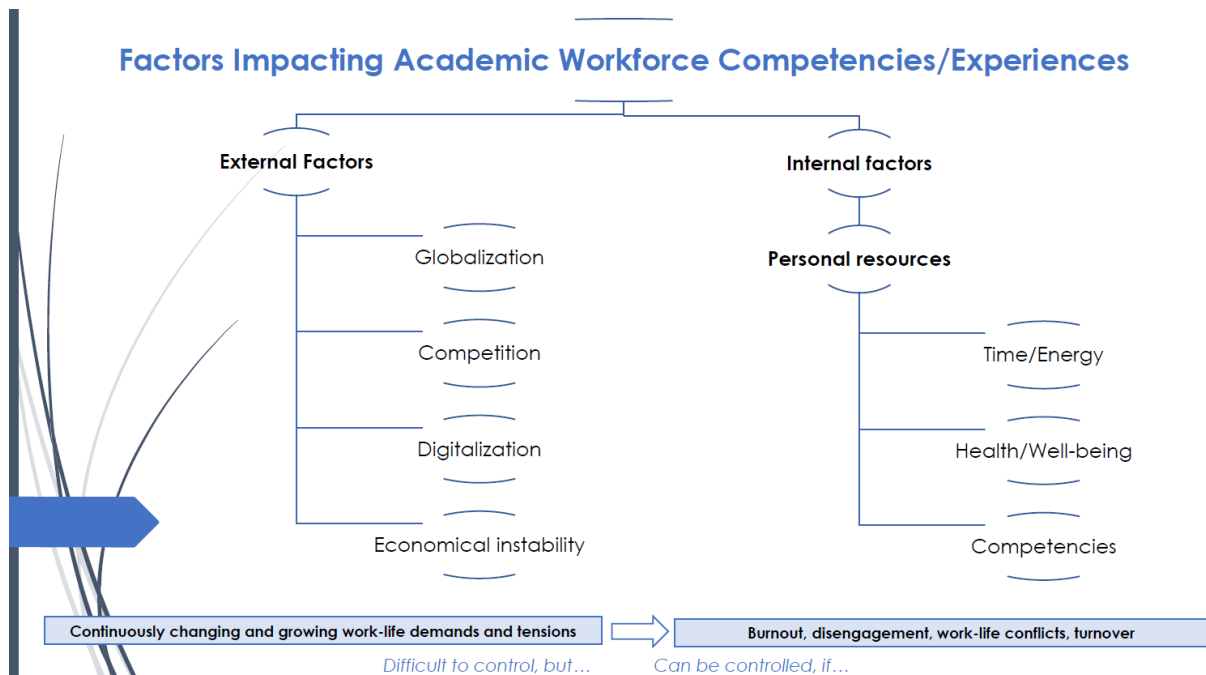 Factors Impacting Academic Workforce Competencies/Experiences
External Factors
Globalization
Competition
Digitalization
Economical instability
Internal factors
Personal resources
Time/Energy
Health/Well-being
Competencies
Continuously changing and growing work-life demands and tensions
Burnout, disengagement, work-life conflicts, turnover
Difficult to control, but…
Can be controlled, if…